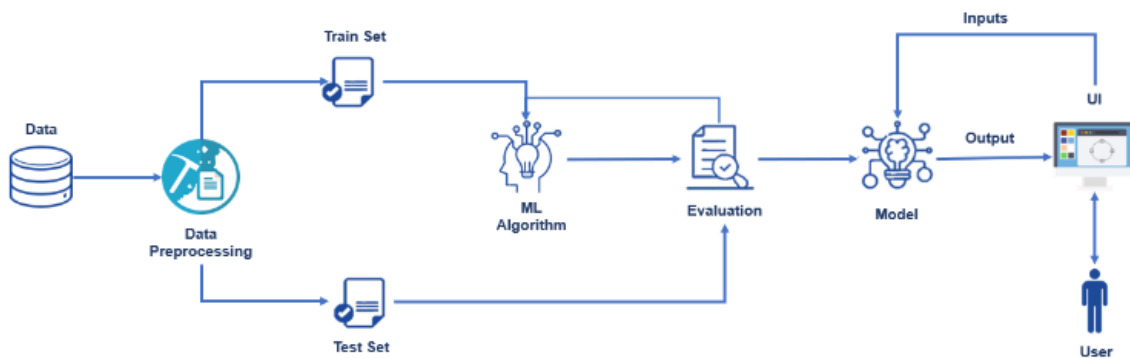 Inputs
Train Set
UI
Data
Output
ML
Algorithm
Evaluation
Model
Data
Preprocessing
Test Set
User